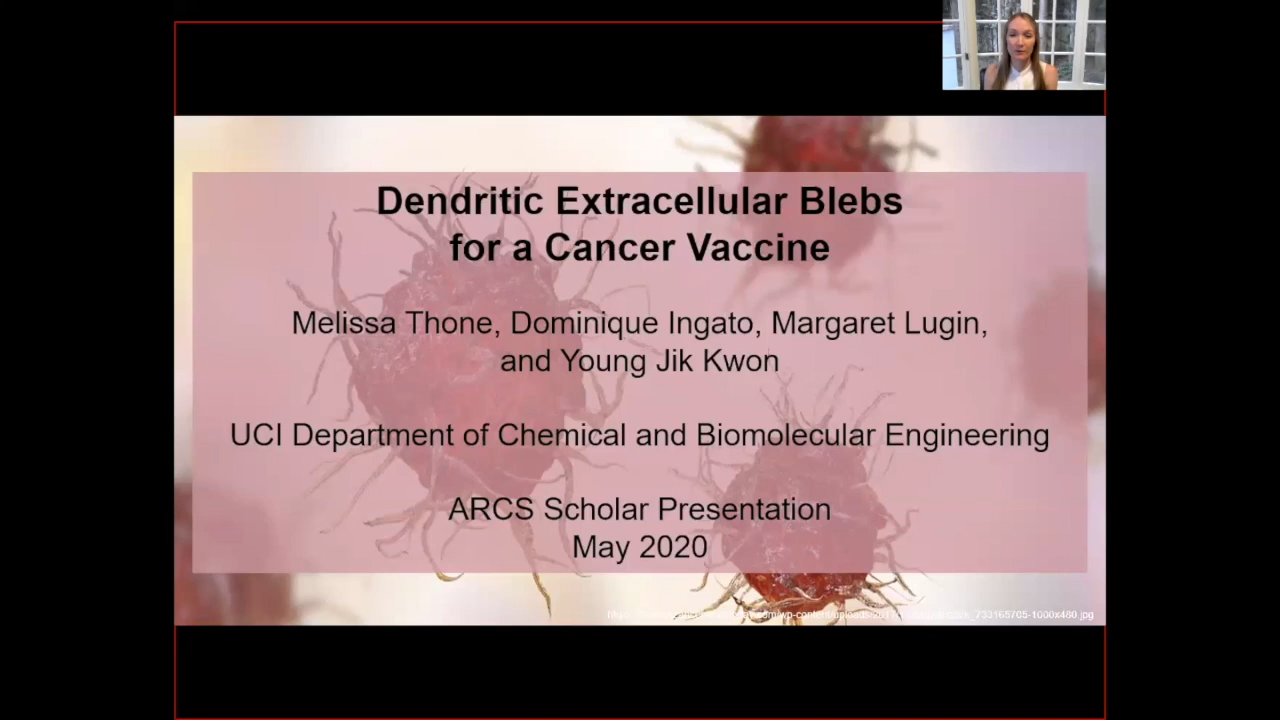 Dendritic Extracellular Blebs
for a Cancer Vaccine
Melissa Thone, Dominique Ingato, Margaret Lugin,
and Young Jik Kwon
UCI Department of Chemical and Biomolecular Engineering
ARCS Scholar Presentation
May 2020